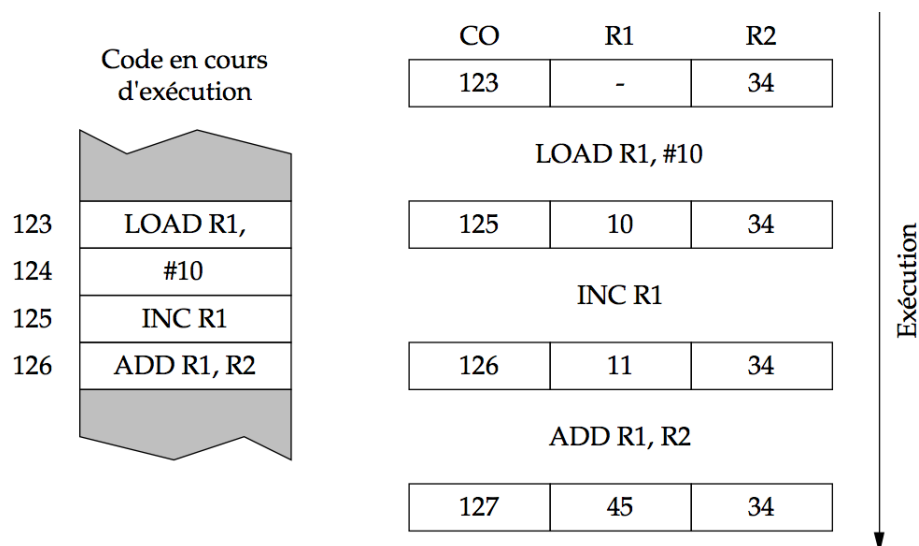 Code en cours
d'exécution
123 LOAD R1,
124 #10
125 INC R1
126 ADD R1, R2
CO R1 R2
123 - 34
LOAD R1, #10
125 10 34
INC R1
126 11 34
ADD R1, R2
127 45 34
Exécution